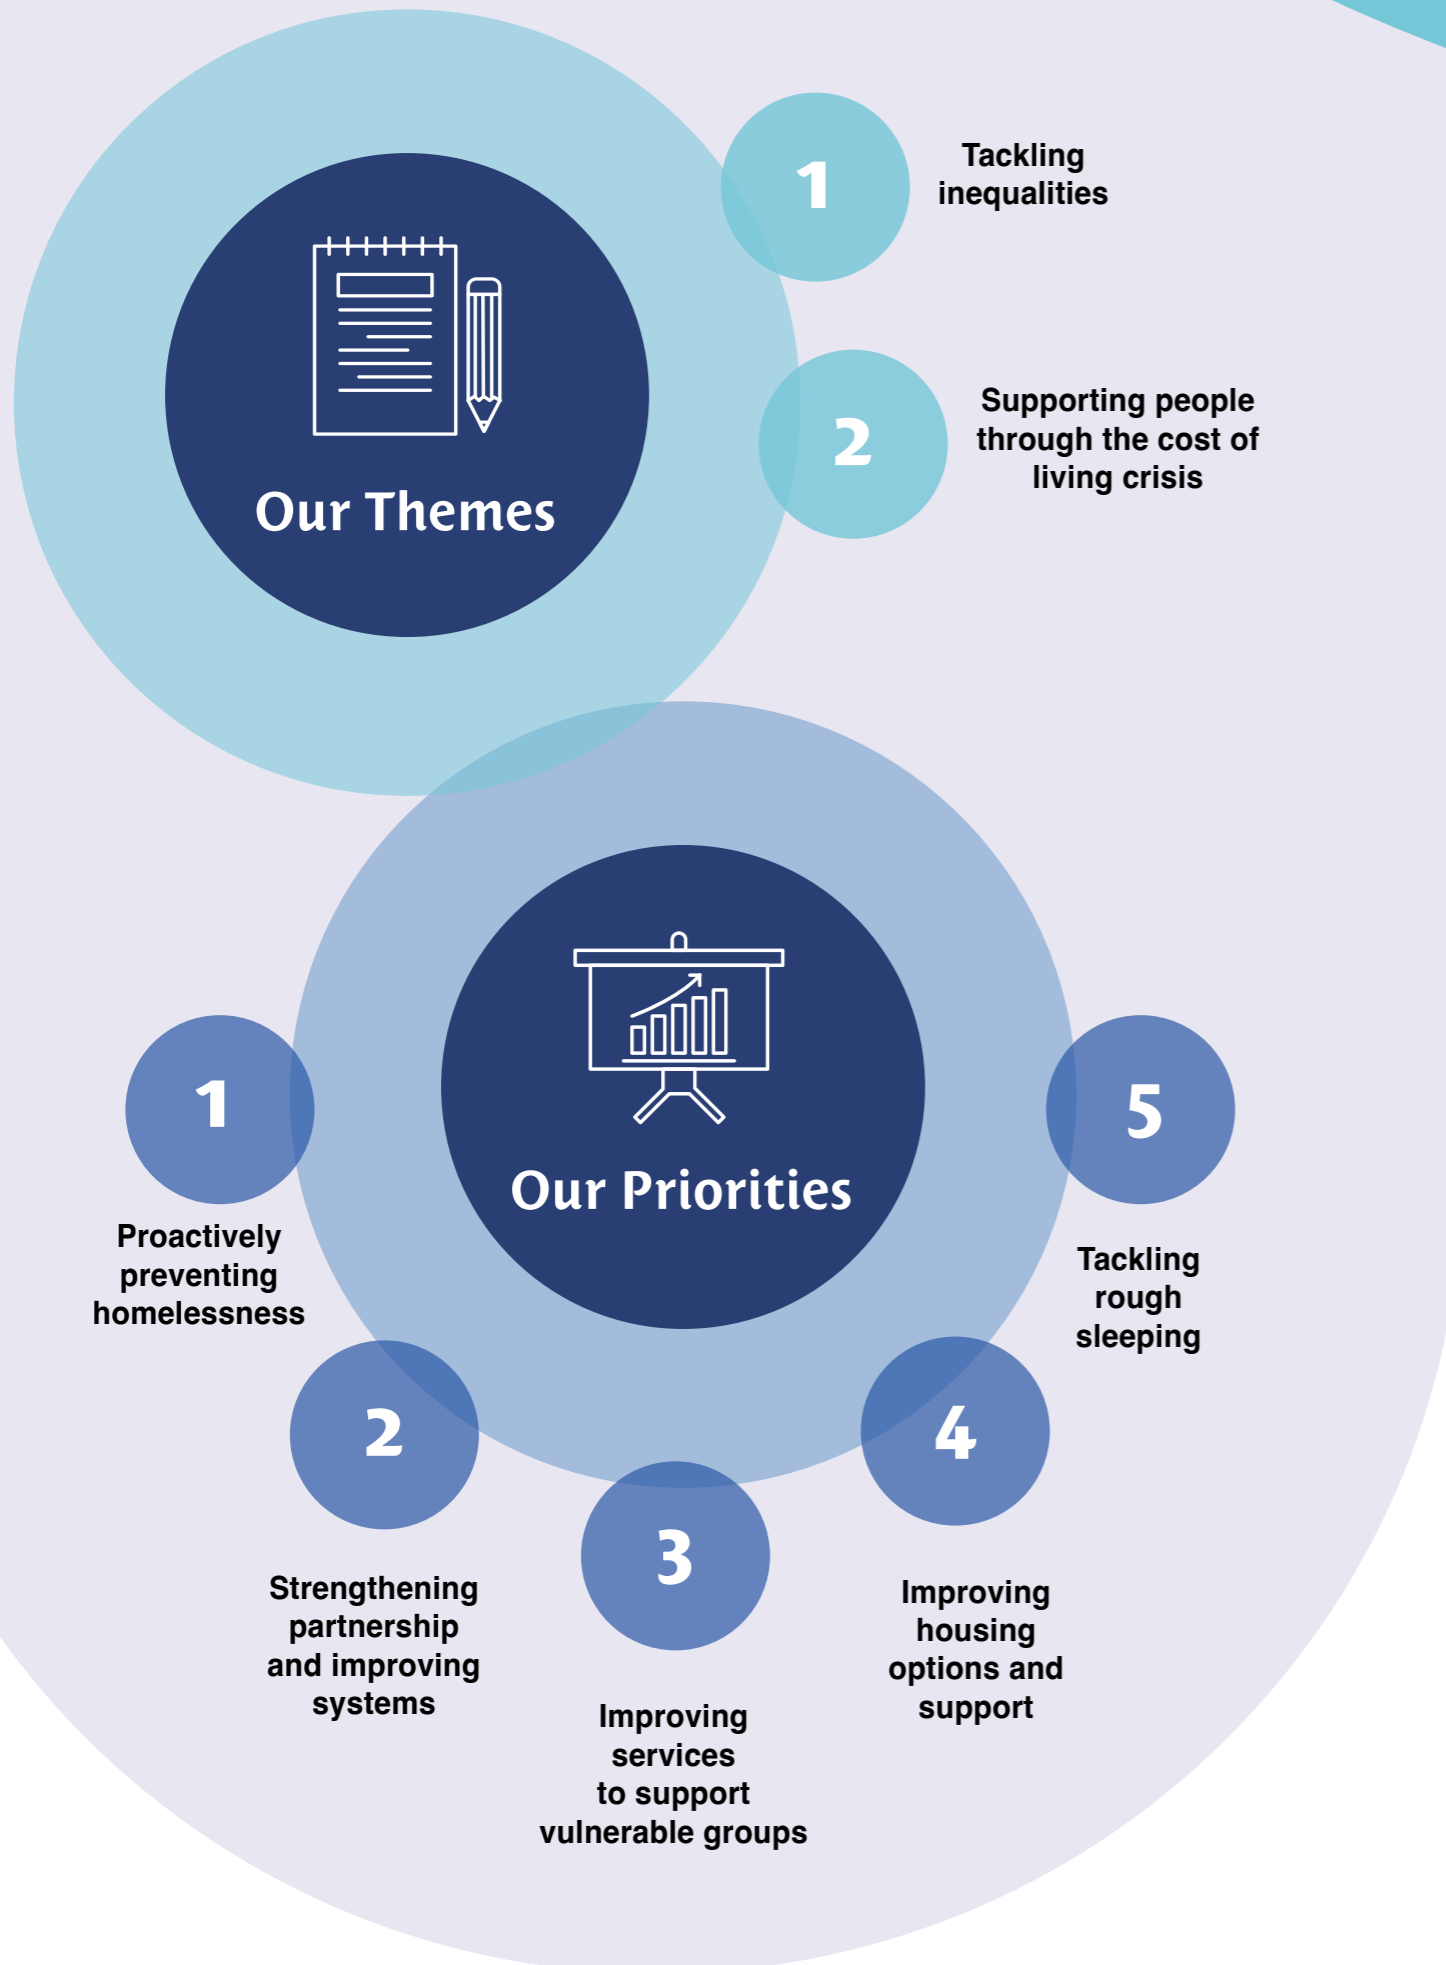 1
Tackling
inequalities
2
Supporting people
through the cost of
living crisis
Our Themes
Our Priorities
1
Proactively
preventing
homelessness
2
Strengthening
partnership
and improving
systems
3
Improving
services
to support
vulnerable groups
4
Improving
housing
options and
support
5
Tackling
rough
sleeping